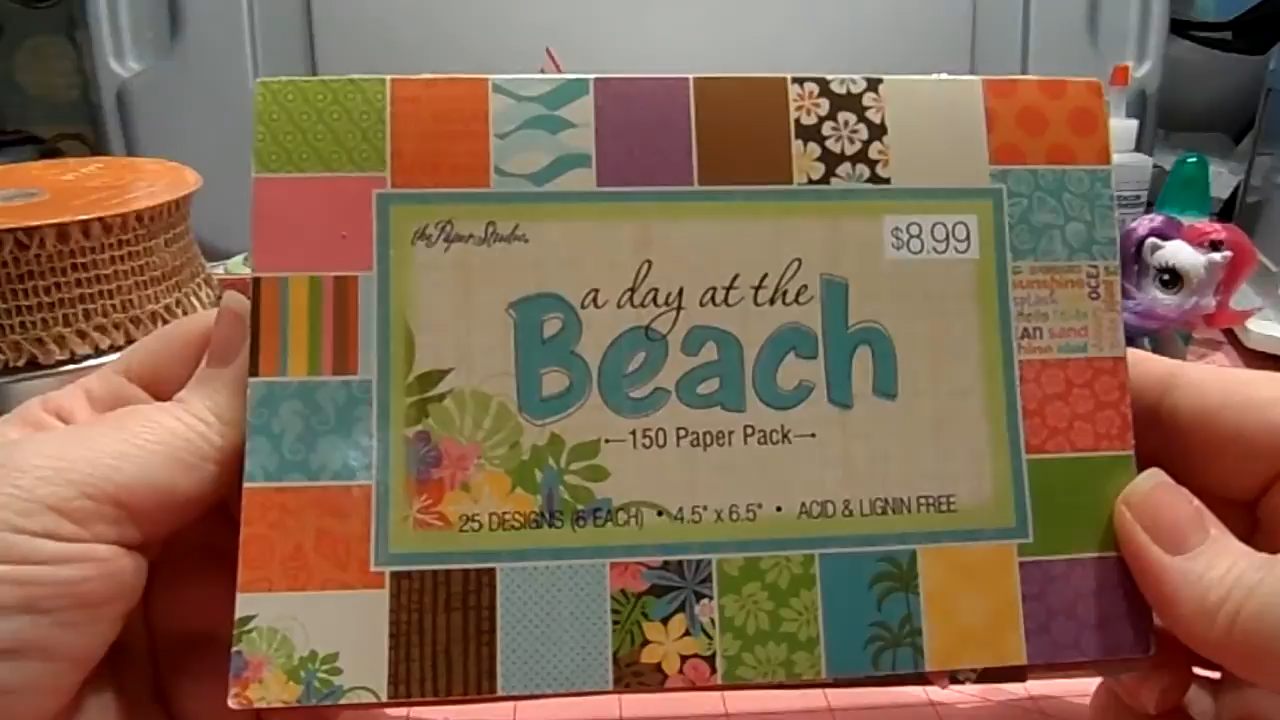 the Paper Studio
$8.99
a day at the
Beach
150 Paper Pack
25 DESIGNS (6 EACH) • 4.5" x 6.5" • ACID & LIGNIN FREE
sunshine
splash
sand
OCEA